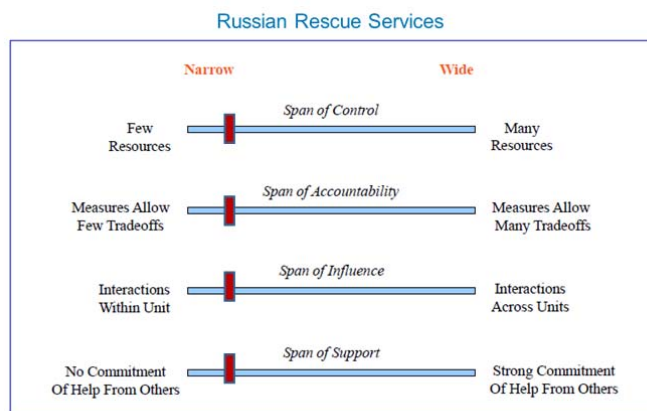 Russian Rescue Services
Narrow
Wide
Span of Control
Few
Resources
Many
Resources
Span of Accountability
Measures Allow
Few Tradeoffs
Measures Allow
Many Tradeoffs
Span of Influence
Interactions
Within Unit
Interactions
Across Units
Span of Support
No Commitment
Of Help From Others
Strong Commitment
Of Help From Others